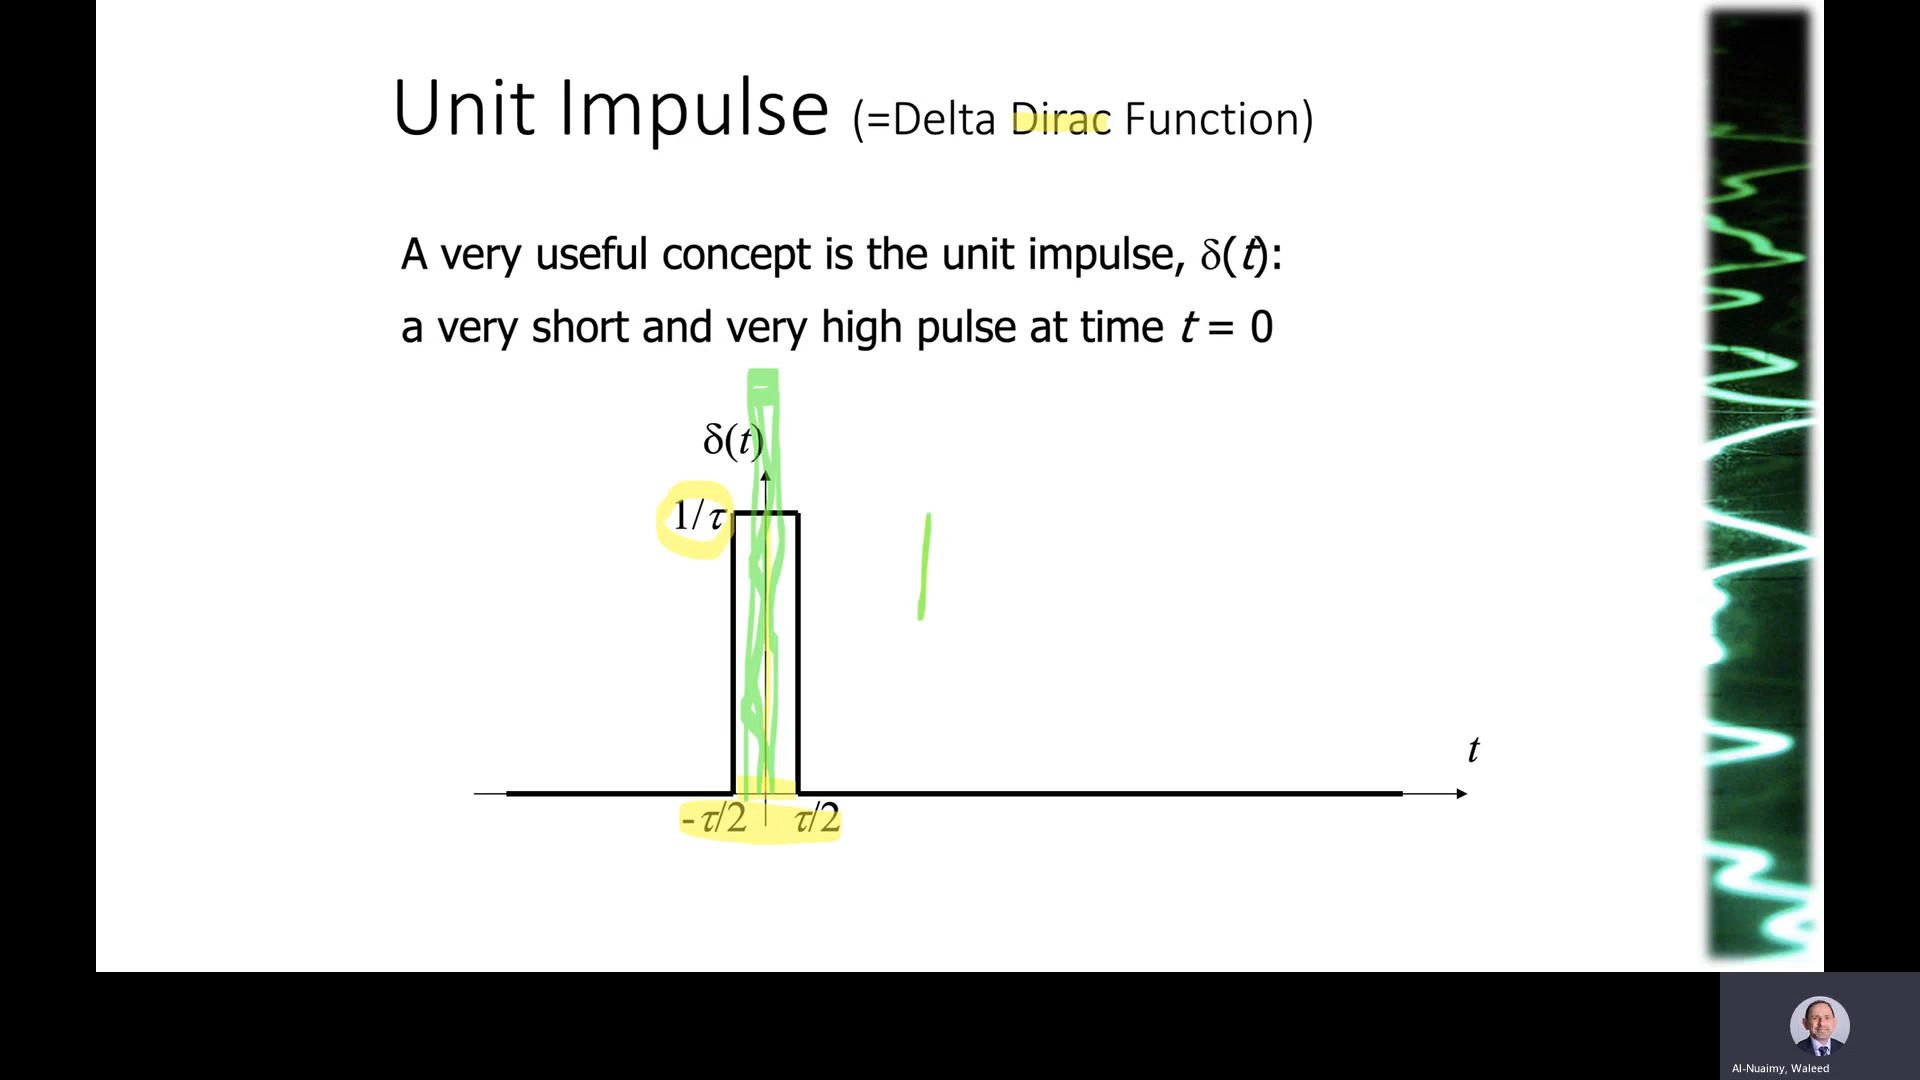 Unit Impulse (=Delta Dirac Function)
A very useful concept is the unit impulse, δ(t):
a very short and very high pulse at time t = 0
δ(t)
1/τ
t
-τ/2 τ/2
Al-Nuaimy, Waleed